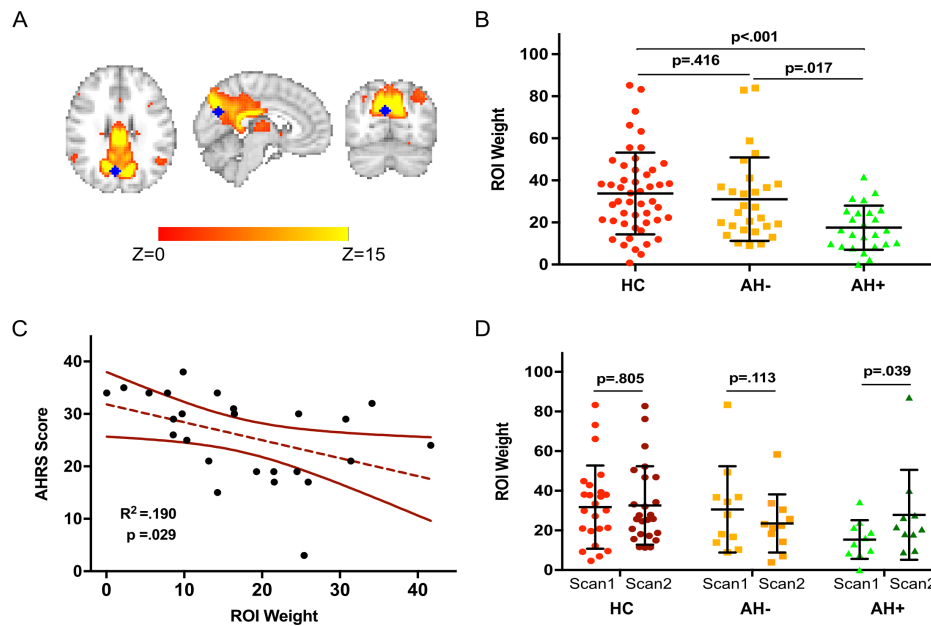 A
Z=0 Z=15
B
ROI Weight
100
80
60
40
20
0
p<.001
p=.416
p=.017
HC AH- AH+
C
AHRS Score
40
30
20
10
0
R²=.190
p =.029
0 10 20 30 40
ROI Weight
D
ROI Weight
100
80
60
40
20
0
p=.805 p=.113 p=.039
Scan1 Scan2 Scan1 Scan2 Scan1 Scan2
HC AH- AH+